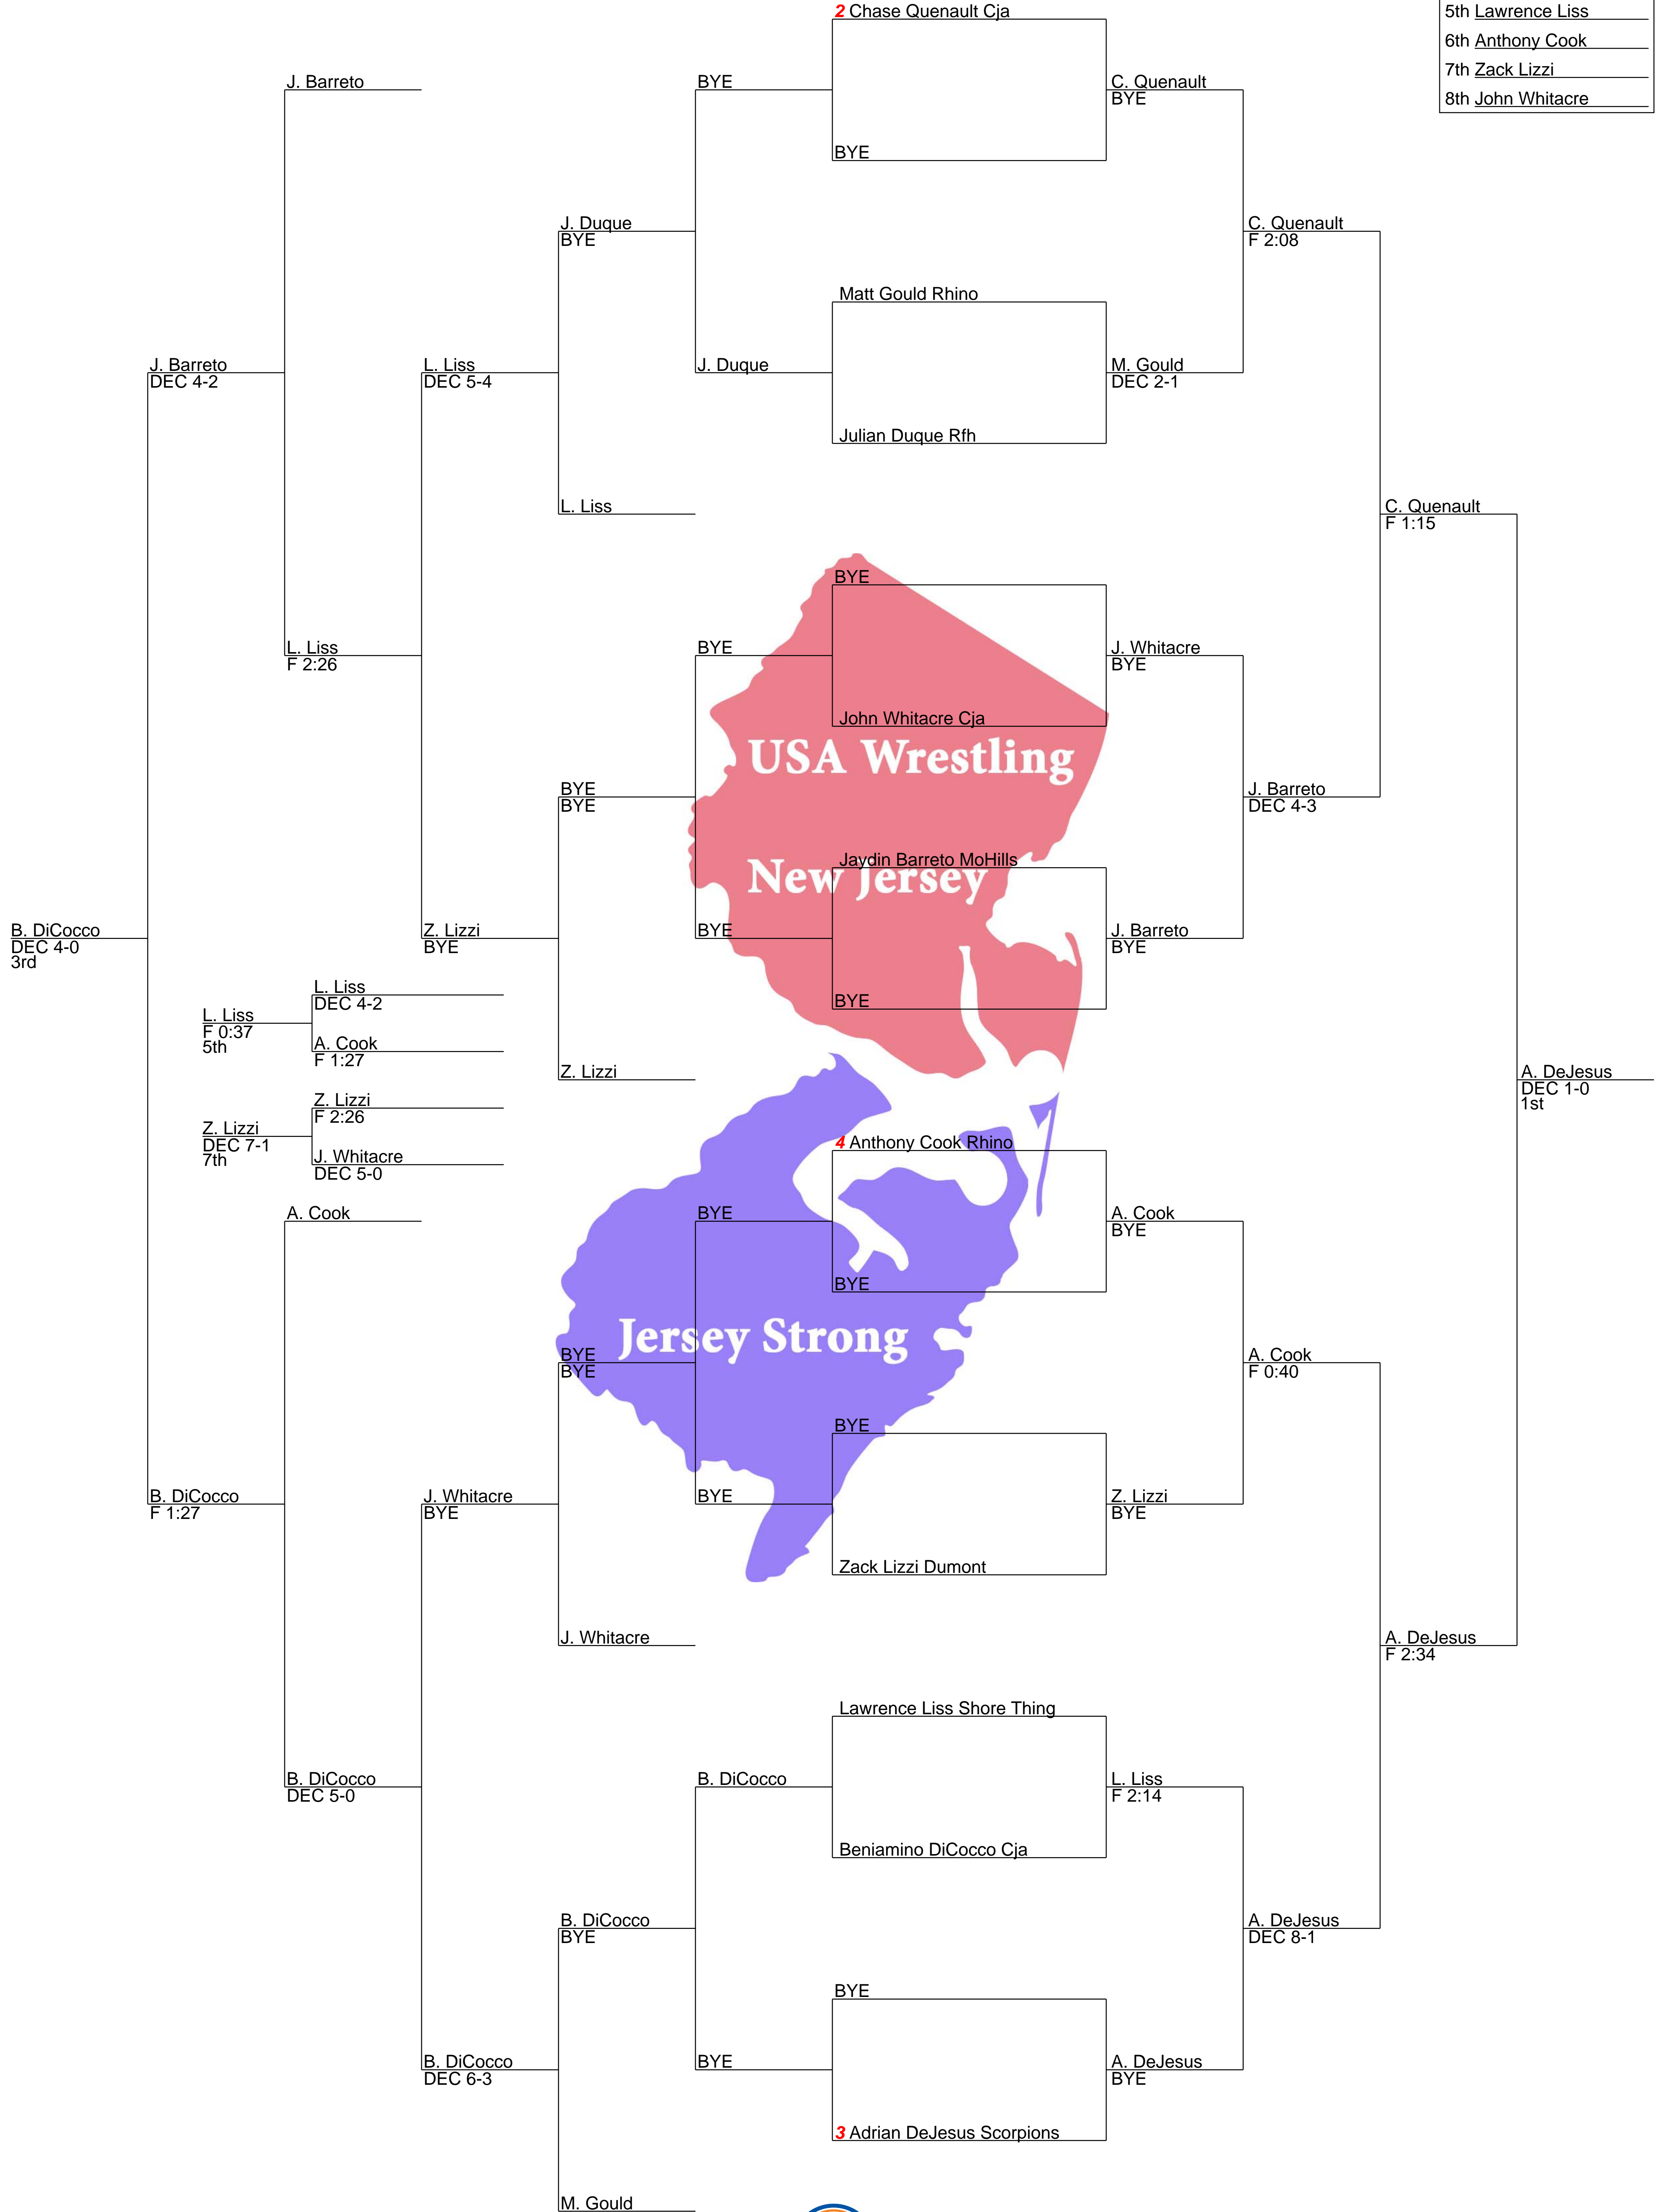 2 Chase Quenault Cja
5th Lawrence Liss
6th Anthony Cook
7th Zack Lizzi
8th John Whitacre
J. Barreto
BYE
C. Quenault
BYE
BYE
J. Duque
BYE
C. Quenault
F 2:08
Matt Gould Rhino
J. Barreto
DEC 4-2
L. Liss
DEC 5-4
J. Duque
M. Gould
DEC 2-1
Julian Duque Rfh
L. Liss
C. Quenault
F 1:15
BYE
L. Liss
F 2:26
BYE
J. Whitacre
BYE
John Whitacre Cja
USA Wrestling
BYE
BYE
J. Barreto
DEC 4-3
Jaydin Barreto MoHills
New Jersey
B. DiCocco
DEC 4-0
3rd
Z. Lizzi
BYE
BYE
J. Barreto
BYE
L. Liss
DEC 4-2
BYE
L. Liss
F 0:37
5th
A. Cook
F 1:27
Z. Lizzi
A. DeJesus
DEC 1-0
1st
Z. Lizzi
F 2:26
Z. Lizzi
DEC 7-1
7th
4 Anthony Cook Rhino
J. Whitacre
DEC 5-0
A. Cook
BYE
A. Cook
BYE
BYE
Jersey Strong
BYE
BYE
A. Cook
F 0:40
BYE
B. DiCocco
F 1:27
J. Whitacre
BYE
BYE
Z. Lizzi
BYE
Zack Lizzi Dumont
J. Whitacre
A. DeJesus
F 2:34
Lawrence Liss Shore Thing
B. DiCocco
DEC 5-0
B. DiCocco
L. Liss
F 2:14
Beniamino DiCocco Cja
B. DiCocco
BYE
A. DeJesus
DEC 8-1
BYE
B. DiCocco
DEC 6-3
BYE
A. DeJesus
BYE
3 Adrian DeJesus Scorpions
M. Gould